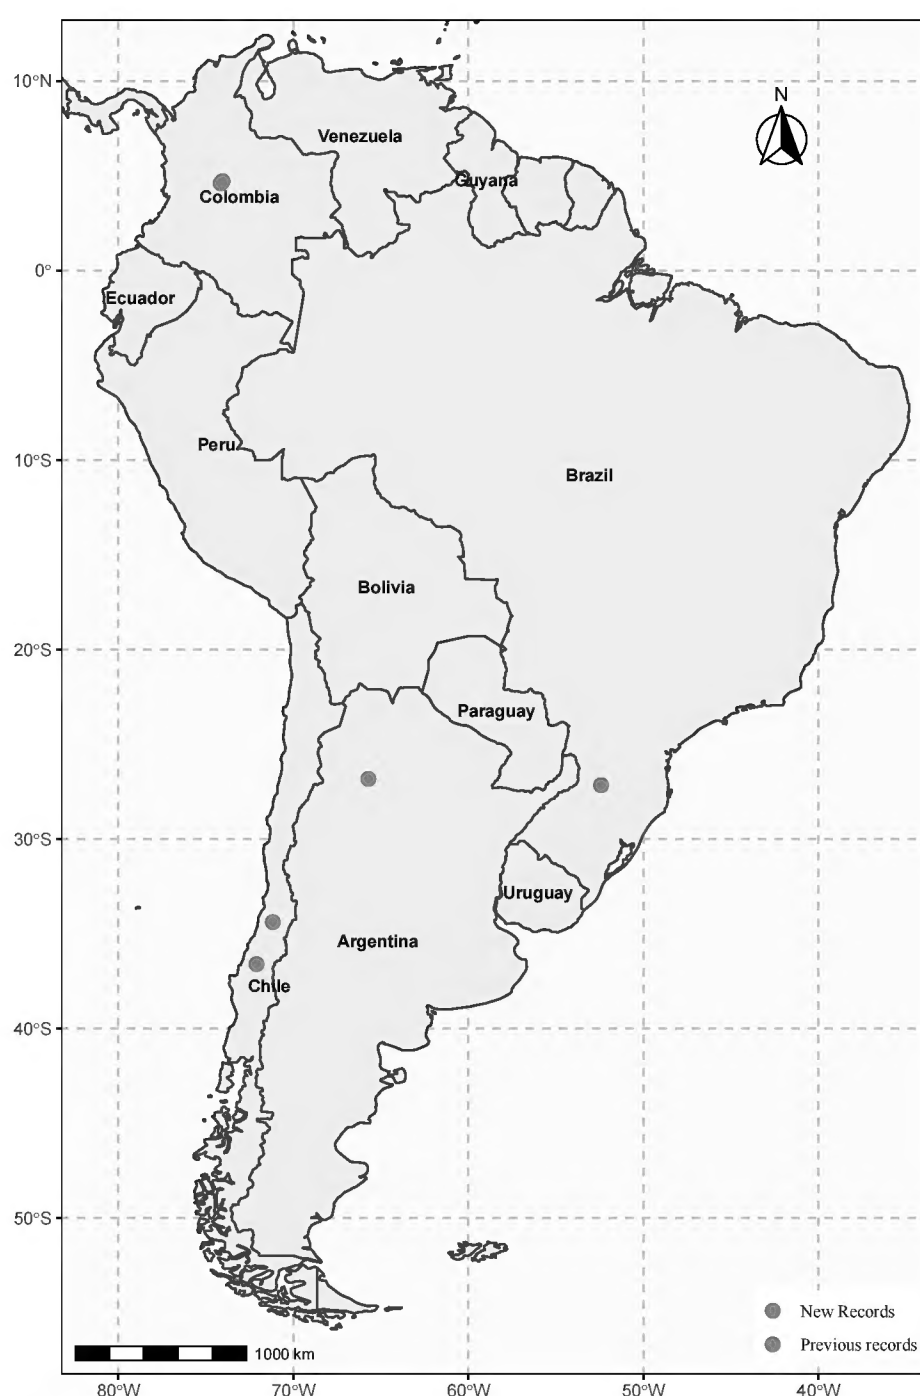 N
10°N
Venezuela
Guyana
Colombia
0°
Ecuador
Peru
10°S
Brazil
Bolivia
20°S
Paraguay
30°S
Uruguay
Argentina
Chile
40°S
50°S
New Records
Previous records
1000 km
80°W
70°W
60°W
50°W
40°W